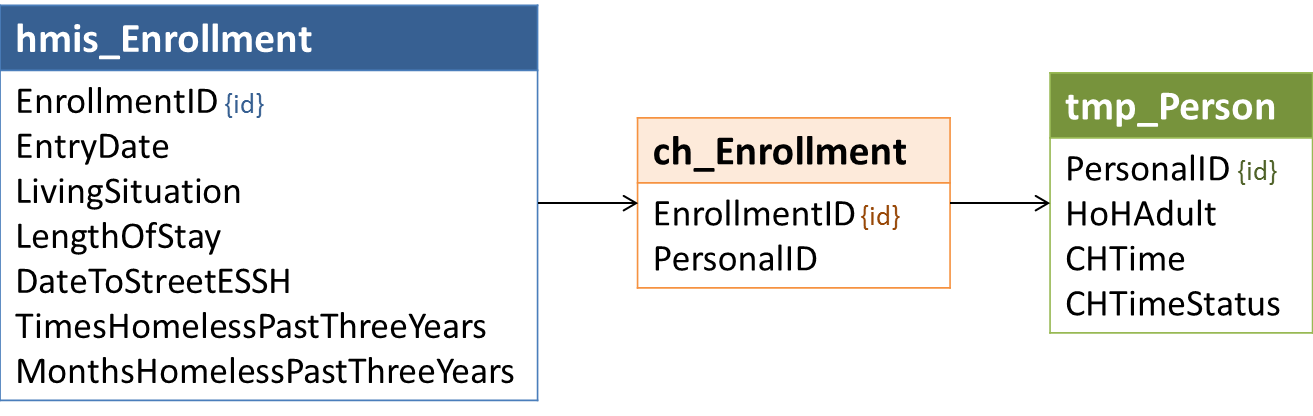 hmis_Enrollment
EnrollmentID {id}
EntryDate
LivingSituation
LengthOfStay
DateToStreetESSH
TimesHomelessPastThreeYears
MonthsHomelessPastThreeYears
ch_Enrollment
EnrollmentID {id}
PersonalID
tmp_Person
PersonalID {id}
HoHAdult
CHTime
CHTimeStatus